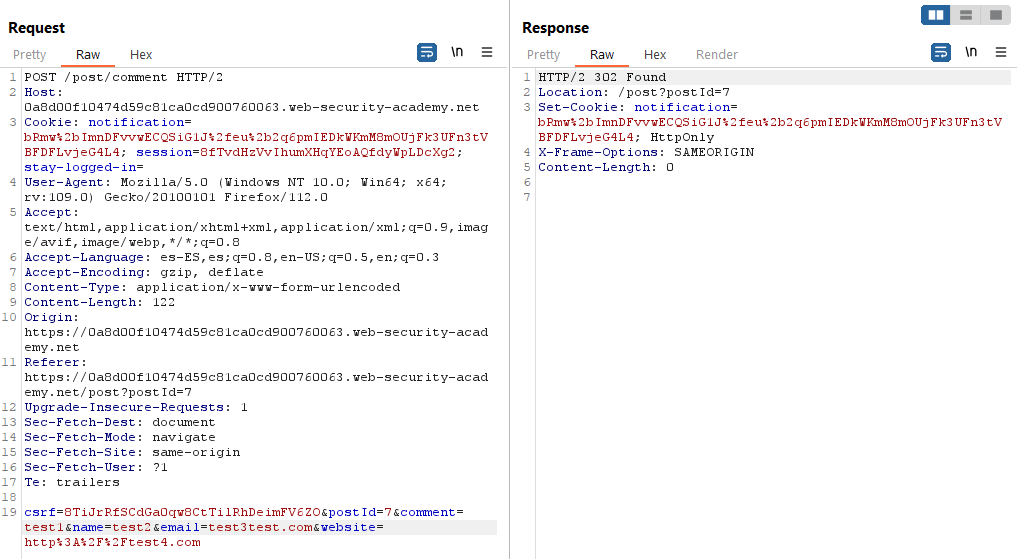 Request
Pretty Raw Hex \n
1 POST /post/comment HTTP/2
2 Host:
0a8d00f10474d59c81ca0cd900760063.web-security-academy.net
3 Cookie: notification=
bRmw%2bImnDFvvwECQSiG1J%2feu%2b2q6pmIEDkWKmM8mOUjFk3UFn3tV
BFDFLvjeG4L4; session=8fTvdHzVvIhumXHqYEoAQfdyWpLDcXg2;
stay-logged-in=
4 User-Agent: Mozilla/5.0 (Windows NT 10.0; Win64; x64;
rv:109.0) Gecko/20100101 Firefox/112.0
5 Accept:
text/html,application/xhtml+xml,application/xml;q=0.9,imag
e/avif,image/webp,*/*;q=0.8
6 Accept-Language: es-ES,es;q=0.8,en-US;q=0.5,en;q=0.3
7 Accept-Encoding: gzip, deflate
8 Content-Type: application/x-www-form-urlencoded
9 Content-Length: 122
10 Origin:
https://0a8d00f10474d59c81ca0cd900760063.web-security-acad
emy.net
11 Referer:
https://0a8d00f10474d59c81ca0cd900760063.web-security-acad
emy.net/post?postId=7
12 Upgrade-Insecure-Requests: 1
13 Sec-Fetch-Dest: document
14 Sec-Fetch-Mode: navigate
15 Sec-Fetch-Site: same-origin
16 Sec-Fetch-User: ?1
17 Te: trailers
18
19 csrf=8TiJrRfSCdGaOqw8CtTilRhDeimFV6ZO&postId=7&comment=
test1&name=test2&email=test3test.com&website=
http%3A%2F%2Ftest4.com
Response
Pretty Raw Hex Render \n
1 HTTP/2 302 Found
2 Location: /post?postId=7
3 Set-Cookie: notification=
bRmw%2bImnDFvvwECQSiG1J%2feu%2b2q6pmIEDkWKmM8mOUjFk3UFn3tV
BFDFLvjeG4L4; HttpOnly
4 X-Frame-Options: SAMEORIGIN
5 Content-Length: 0
6
7